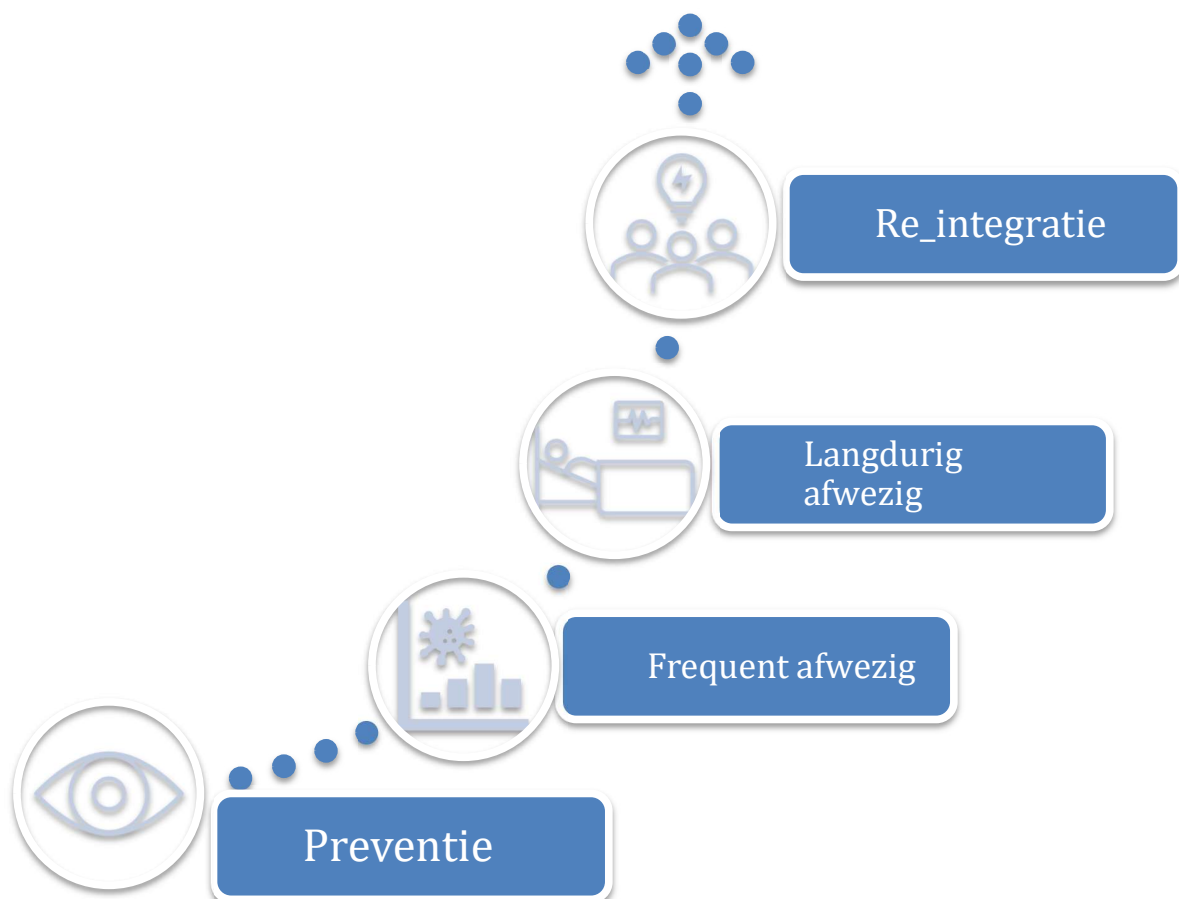 Re_integratie
Langdurig
afwezig
Frequent afwezig
Preventie